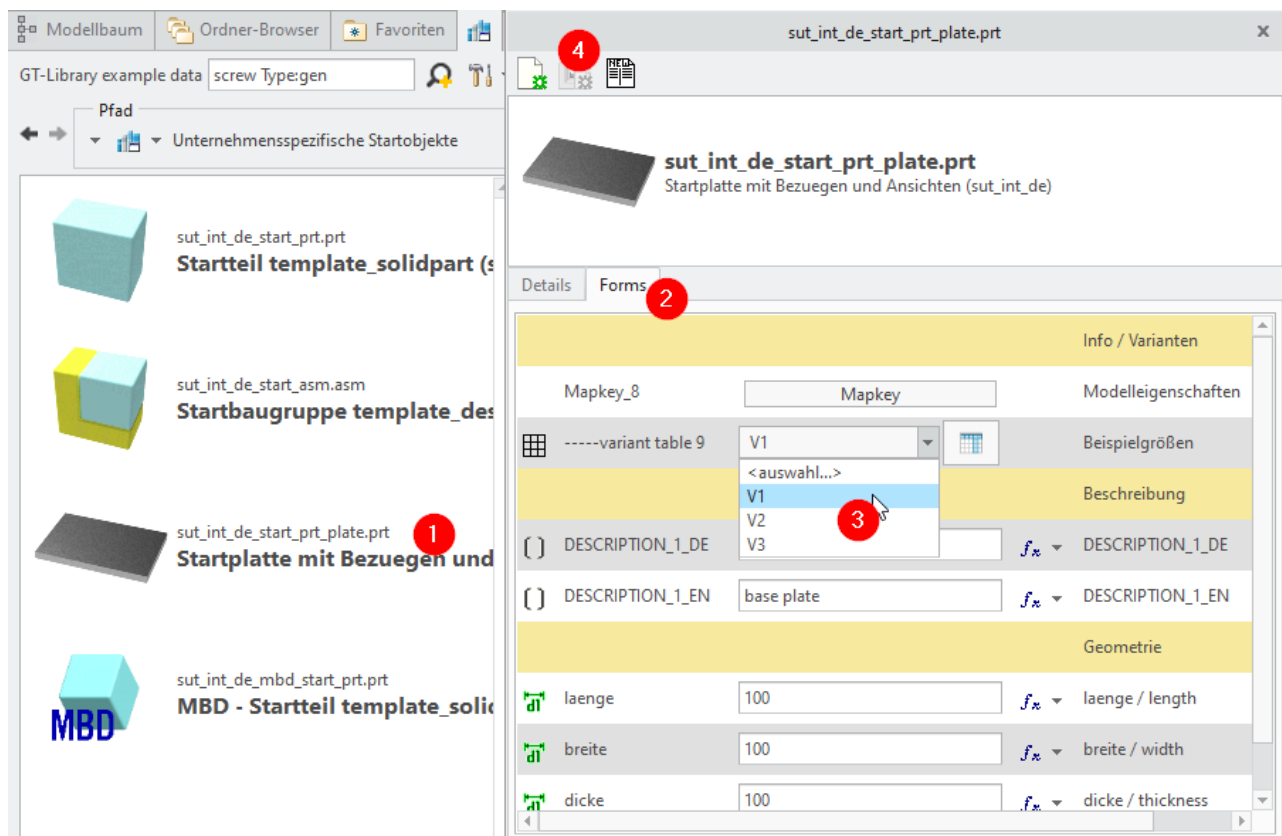 Modellbaum
Ordner-Browser
Favoriten
GT-Library example data
screw Type:gen
Pfad
Unternehmensspezifische Startobjekte
sut_int_de_start_prt.prt
Startteil template_solidpart (s
sut_int_de_start_asm.asm
Startbaugruppe template_des
sut_int_de_start_prt_plate.prt
1
Startplatte mit Bezuegen und
sut_int_de_mbd_start_prt.prt
MBD - Startteil template_solid
MBD
sut_int_de_start_prt_plate.prt
4
NEW
sut_int_de_start_prt_plate.prt
Startplatte mit Bezuegen und Ansichten (sut_int_de)
Details
Forms
2
Info / Varianten
Mapkey_8
Mapkey
Modelleigenschaften
-----variant table 9
V1
Beispielgrößen
<auswahl...>
V1
V2
V3
3
Beschreibung
DESCRIPTION_1_DE
DESCRIPTION_1_DE
DESCRIPTION_1_EN
base plate
DESCRIPTION_1_EN
Geometrie
laenge
100
laenge / length
breite
100
breite / width
dicke
100
dicke / thickness